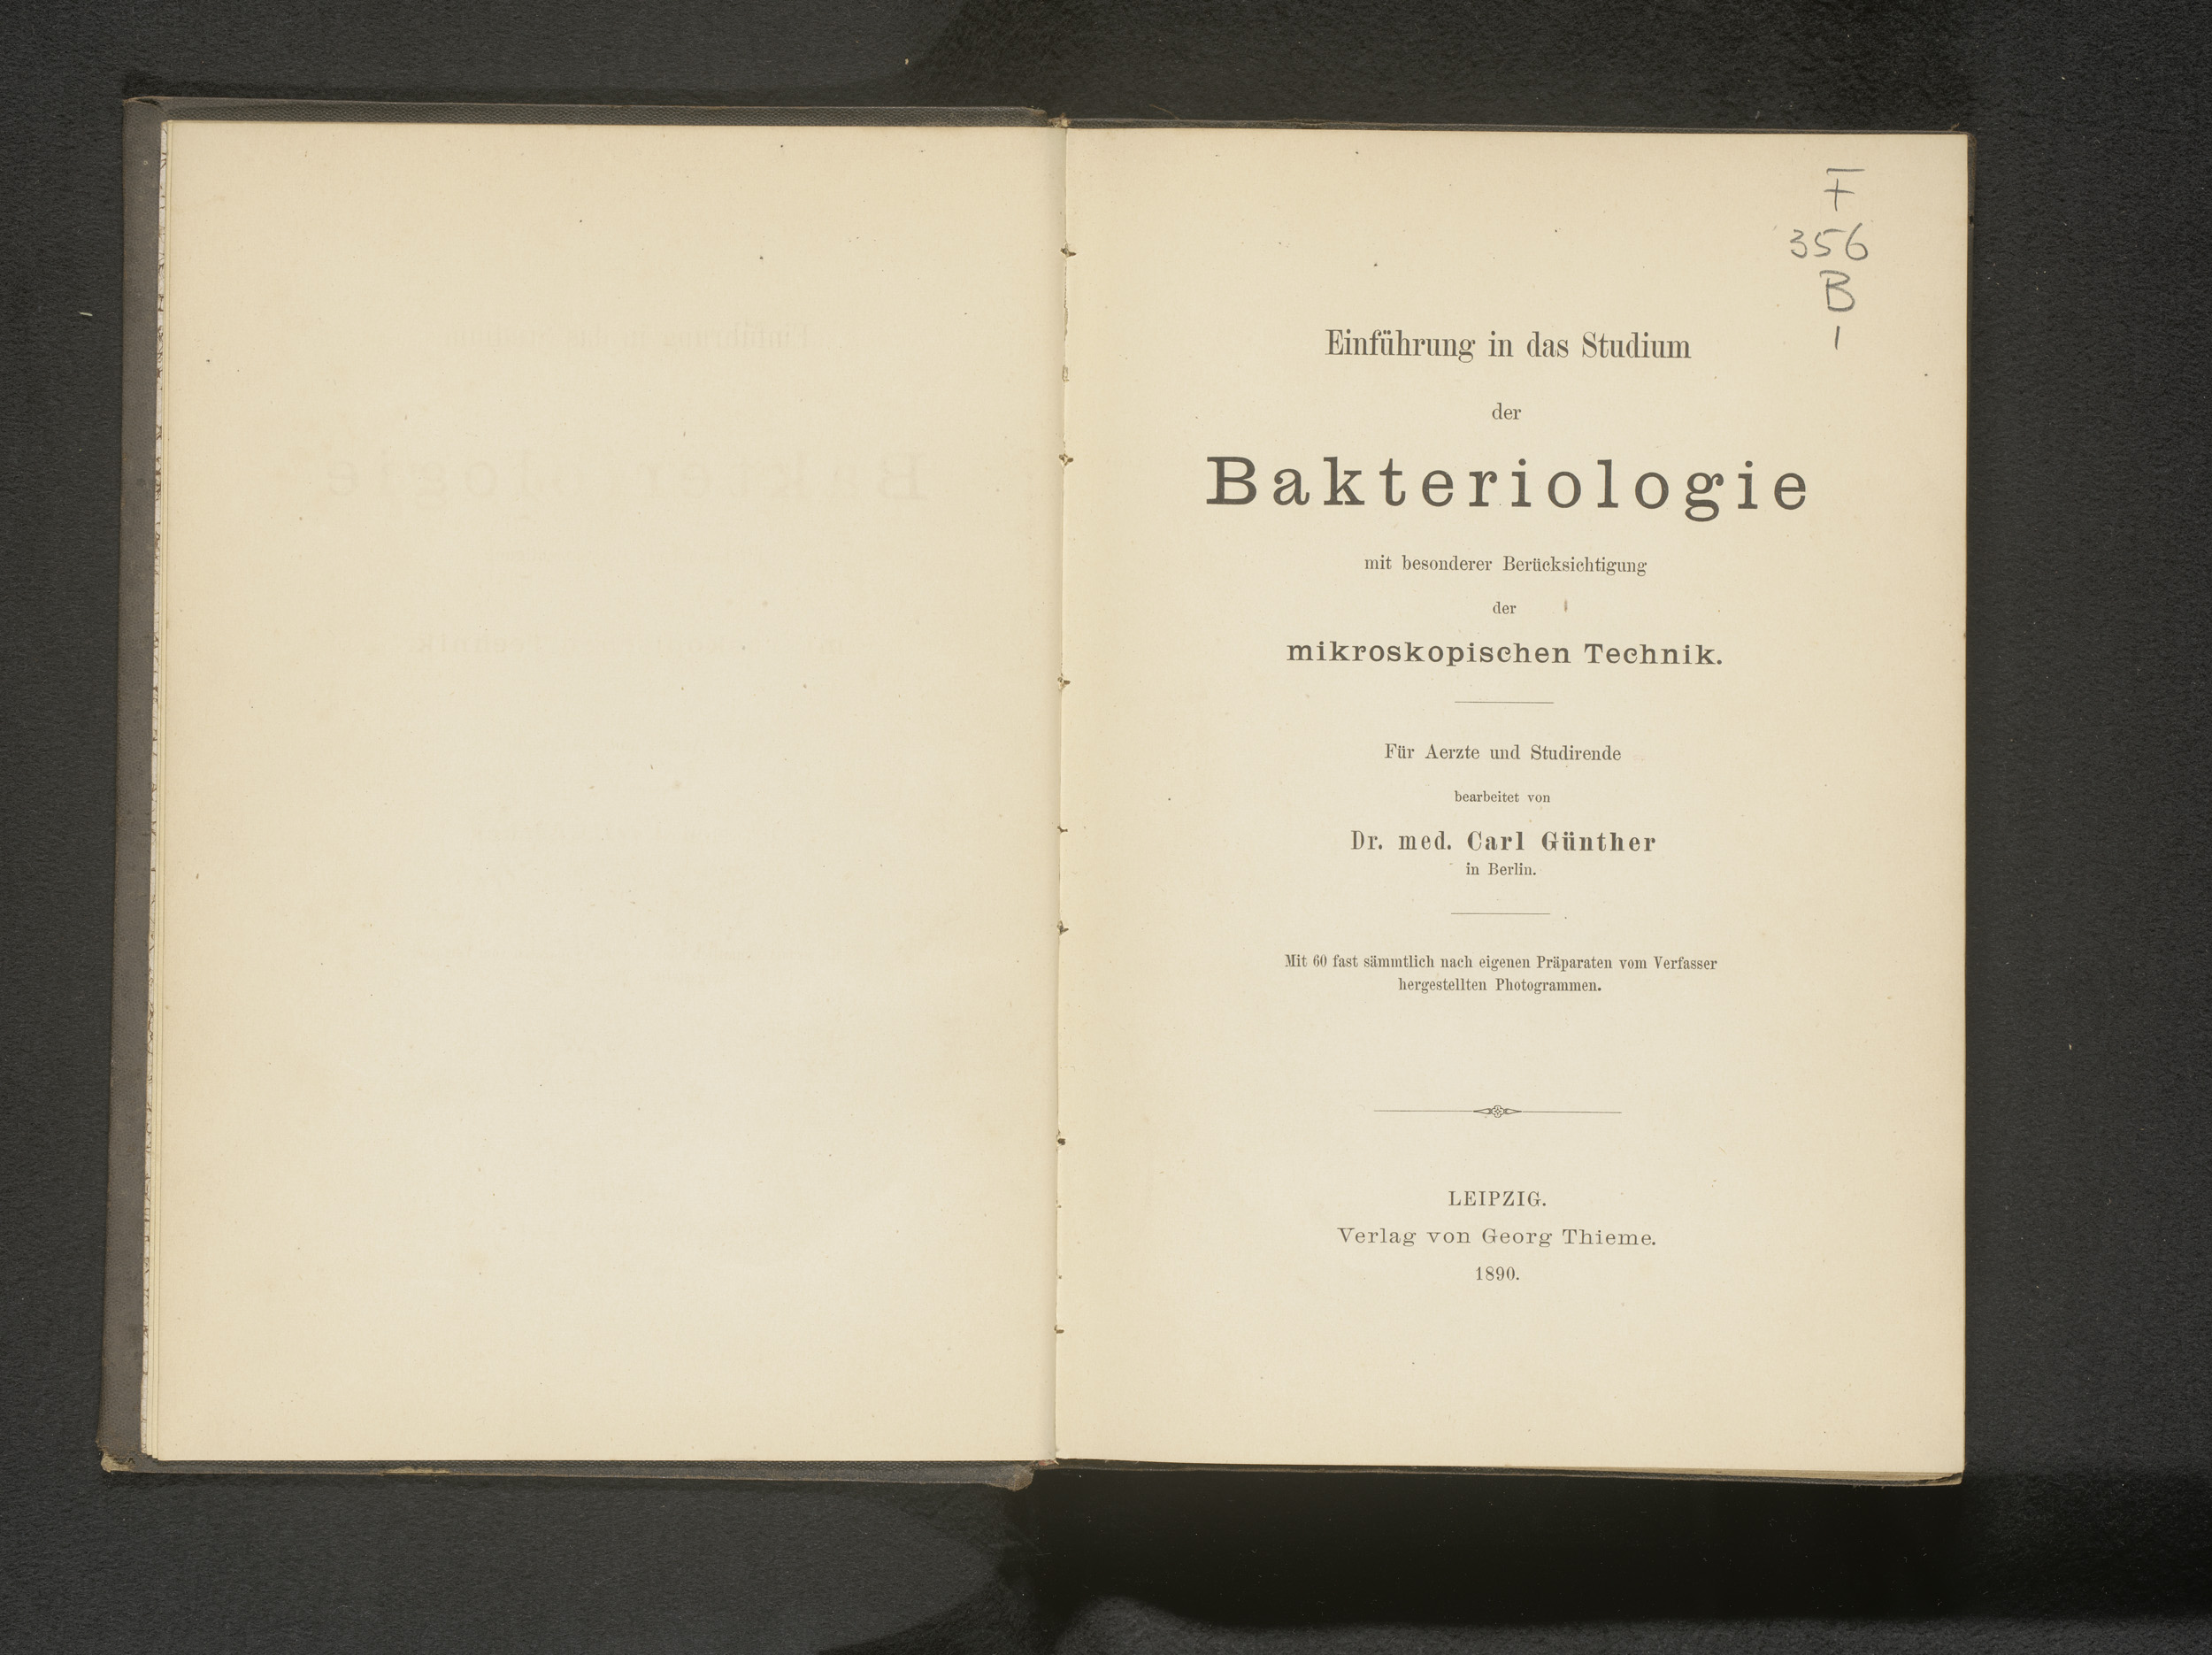 F
356
B
1
Einführung in das Studium
der
Bakteriologie
mit besonderer Berücksichtigung
der
mikroskopischen Technik.
Für Aerzte und Studirende
bearbeitet von
Dr. med. Carl Günther
in Berlin.
Mit 60 fast sämmtlich nach eigenen Präparaten vom Verfasser
hergestellten Photogrammen.
LEIPZIG.
Verlag von Georg Thieme.
1890.